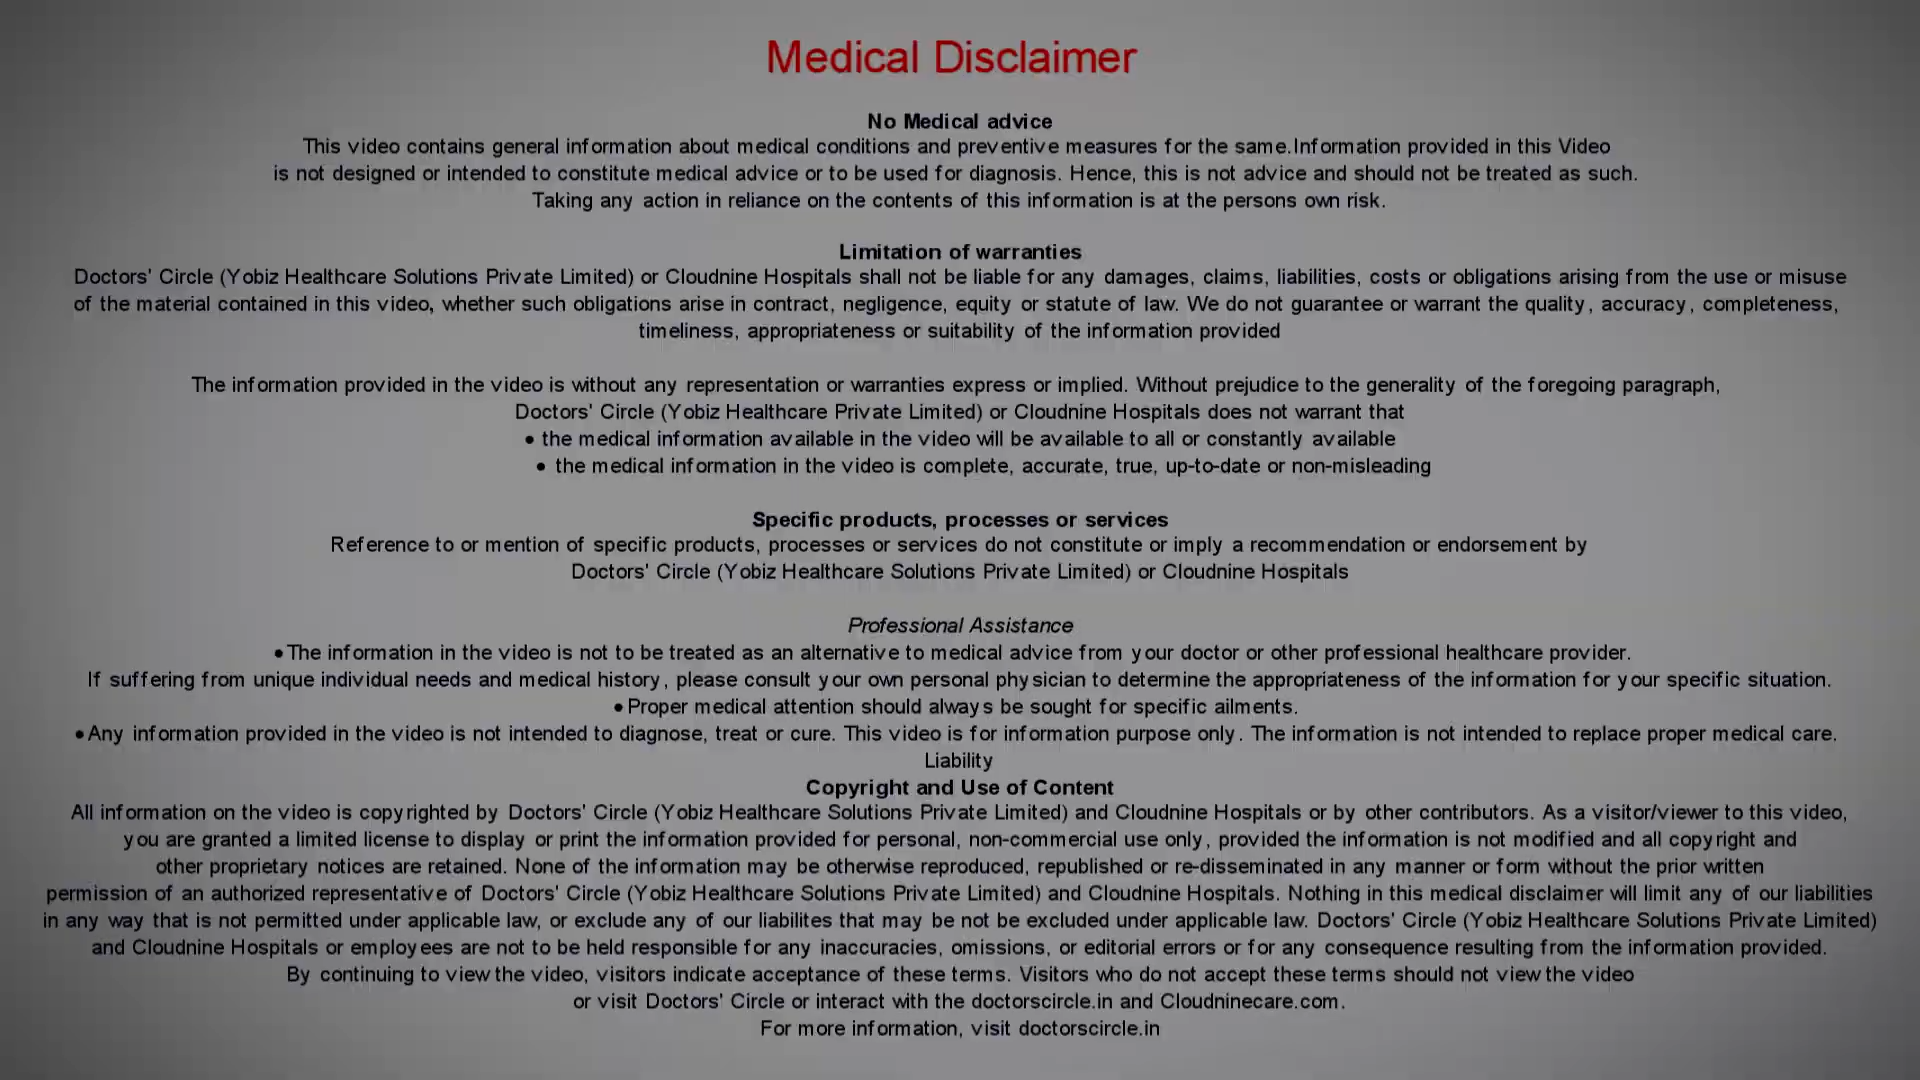 Medical Disclaimer
No Medical advice
This video contains general information about medical conditions and preventive measures for the same.Information provided in this Video
is not designed or intended to constitute medical advice or to be used for diagnosis. Hence, this is not advice and should not be treated as such.
Taking any action in reliance on the contents of this information is at the persons own risk.
Limitation of warranties
Doctors' Circle (Yobiz Healthcare Solutions Private Limited) or Cloudnine Hospitals shall not be liable for any damages, claims, liabilities, costs or obligations arising from the use or misuse
of the material contained in this video, whether such obligations arise in contract, negligence, equity or statute of law. We do not guarantee or warrant the quality, accuracy, completeness,
timeliness, appropriateness or suitability of the information provided
The information provided in the video is without any representation or warranties express or implied. Without prejudice to the generality of the foregoing paragraph,
Doctors' Circle (Yobiz Healthcare Private Limited) or Cloudnine Hospitals does not warrant that
• the medical information available in the video will be available to all or constantly available
• the medical information in the video is complete, accurate, true, up-to-date or non-misleading
Specific products, processes or services
Reference to or mention of specific products, processes or services do not constitute or imply a recommendation or endorsement by
Doctors' Circle (Yobiz Healthcare Solutions Private Limited) or Cloudnine Hospitals
Professional Assistance
•The information in the video is not to be treated as an alternative to medical advice from your doctor or other professional healthcare provider.
If suffering from unique individual needs and medical history, please consult your own personal physician to determine the appropriateness of the information for your specific situation.
•Proper medical attention should always be sought for specific ailments.
•Any information provided in the video is not intended to diagnose, treat or cure. This video is for information purpose only. The information is not intended to replace proper medical care.
Liability
Copyright and Use of Content
All information on the video is copyrighted by Doctors' Circle (Yobiz Healthcare Solutions Private Limited) and Cloudnine Hospitals or by other contributors. As a visitor/viewer to this video,
you are granted a limited license to display or print the information provided for personal, non-commercial use only, provided the information is not modified and all copyright and
other proprietary notices are retained. None of the information may be otherwise reproduced, republished or re-disseminated in any manner or form without the prior written
permission of an authorized representative of Doctors' Circle (Yobiz Healthcare Solutions Private Limited) and Cloudnine Hospitals. Nothing in this medical disclaimer will limit any of our liabilities
in any way that is not permitted under applicable law, or exclude any of our liabilites that may be not be excluded under applicable law. Doctors' Circle (Yobiz Healthcare Solutions Private Limited)
and Cloudnine Hospitals or employees are not to be held responsible for any inaccuracies, omissions, or editorial errors or for any consequence resulting from the information provided.
By continuing to view the video, visitors indicate acceptance of these terms. Visitors who do not accept these terms should not view the video
or visit Doctors' Circle or interact with the doctorscircle.in and Cloudninecare.com.
For more information, visit doctorscircle.in